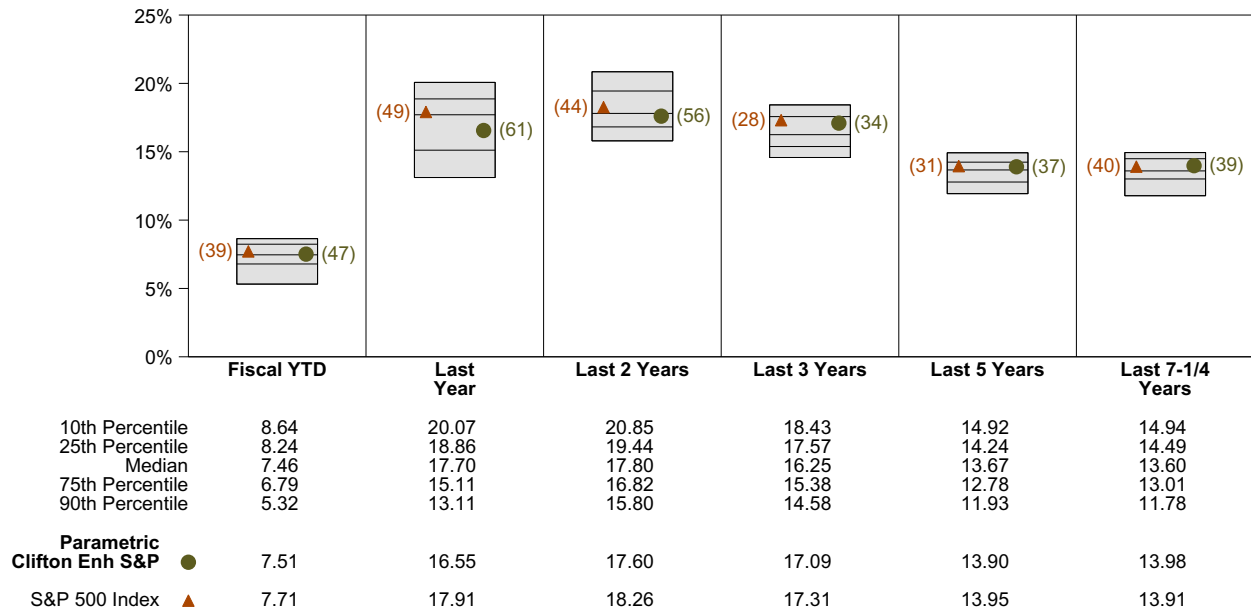 25%
20%
15%
10%
5%
0%
(39) (47)
(49) (61)
(44) (56)
(28) (34)
(31) (37)
(40) (39)
Fiscal YTD Last Year Last 2 Years Last 3 Years Last 5 Years Last 7-1/4 Years
10th Percentile 8.64 20.07 20.85 18.43 14.92 14.94
25th Percentile 8.24 18.86 19.44 17.57 14.24 14.49
Median 7.46 17.70 17.80 16.25 13.67 13.60
75th Percentile 6.79 15.11 16.82 15.38 12.78 13.01
90th Percentile 5.32 13.11 15.80 14.58 11.93 11.78
Parametric
Clifton Enh S&P 7.51 16.55 17.60 17.09 13.90 13.98
S&P 500 Index 7.71 17.91 18.26 17.31 13.95 13.91